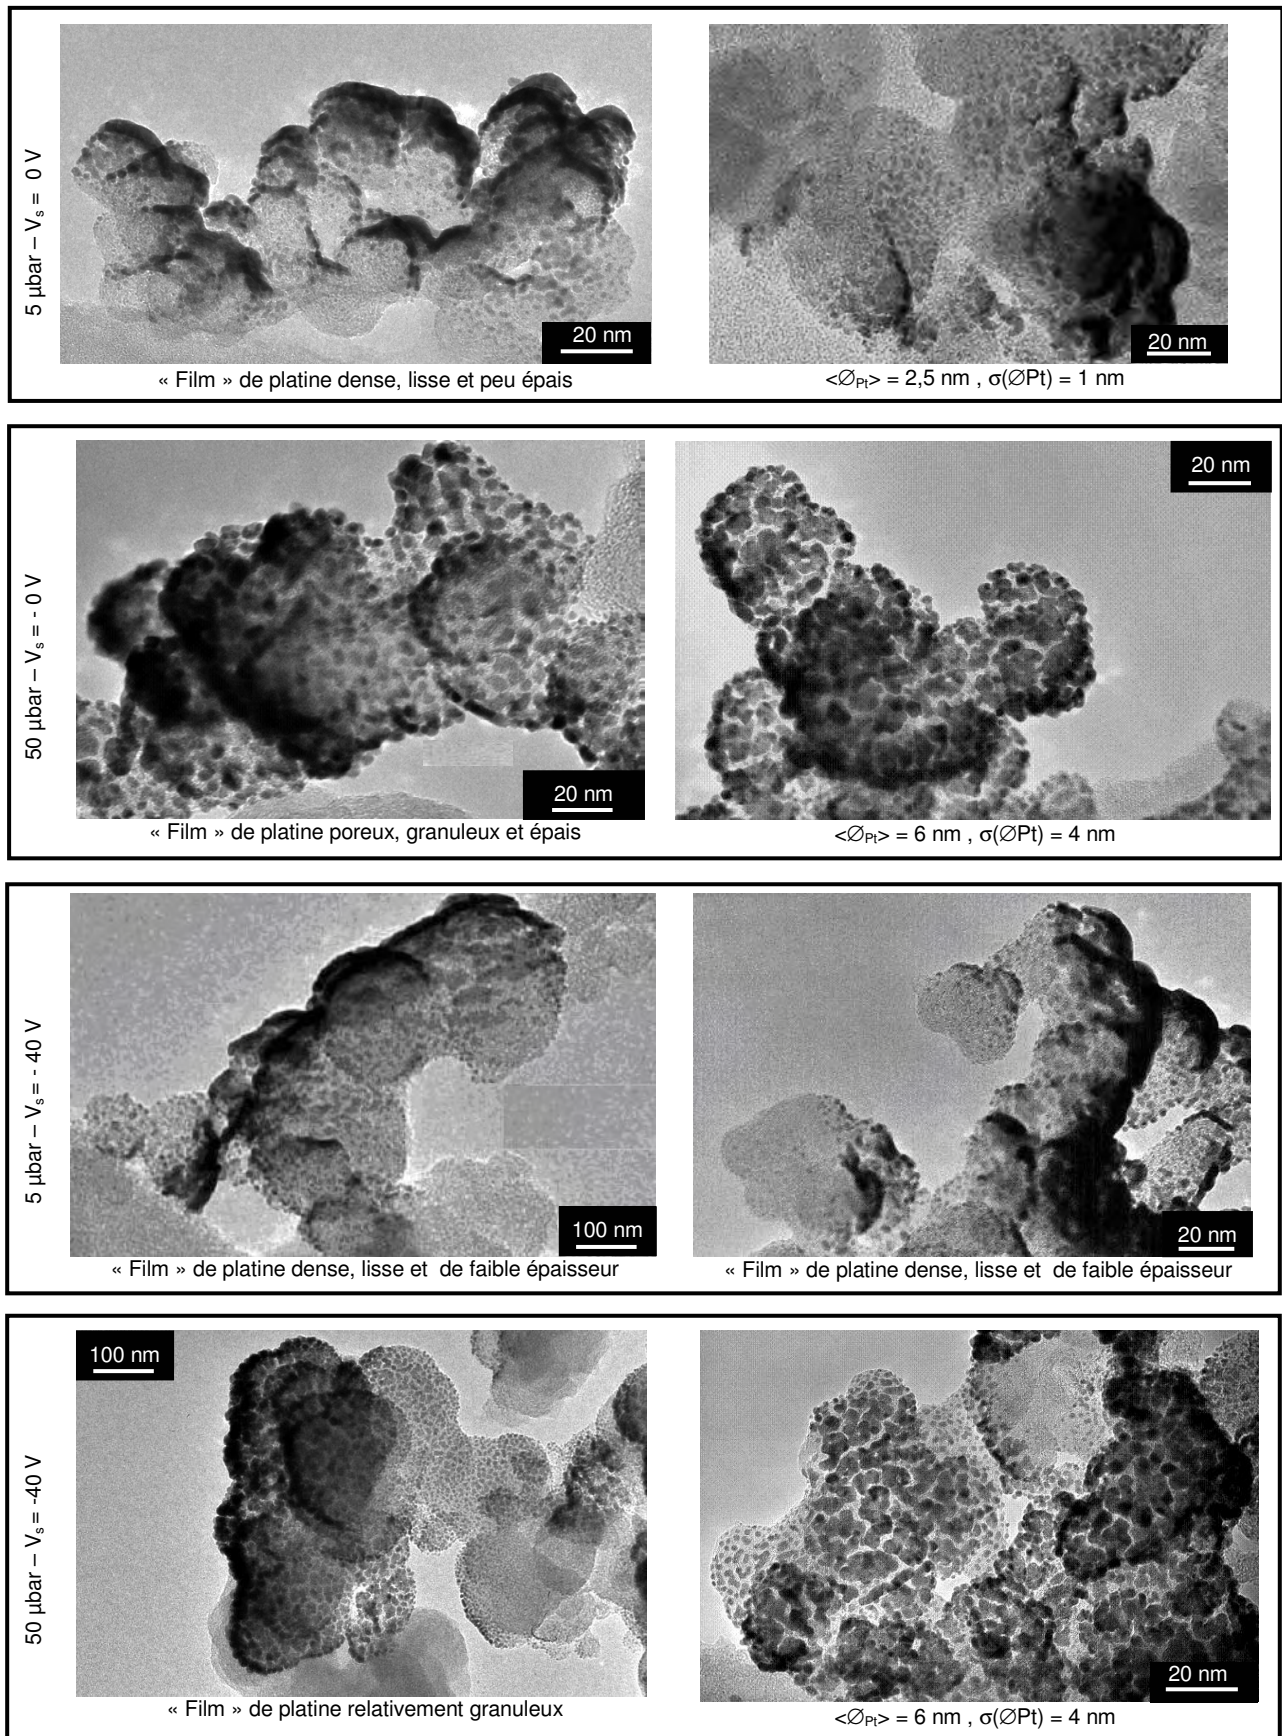 5 µbar – Vs = 0 V
20 nm
20 nm
« Film » de platine dense, lisse et peu épais
<∅Pt> = 2,5 nm , σ(∅Pt) = 1 nm
50 µbar – Vs = - 0 V
20 nm
20 nm
« Film » de platine poreux, granuleux et épais
<∅Pt> = 6 nm , σ(∅Pt) = 4 nm
5 µbar – Vs = - 40 V
100 nm
20 nm
« Film » de platine dense, lisse et de faible épaisseur
« Film » de platine dense, lisse et de faible épaisseur
50 µbar – Vs = -40 V
100 nm
20 nm
« Film » de platine relativement granuleux
<∅Pt> = 6 nm , σ(∅Pt) = 4 nm